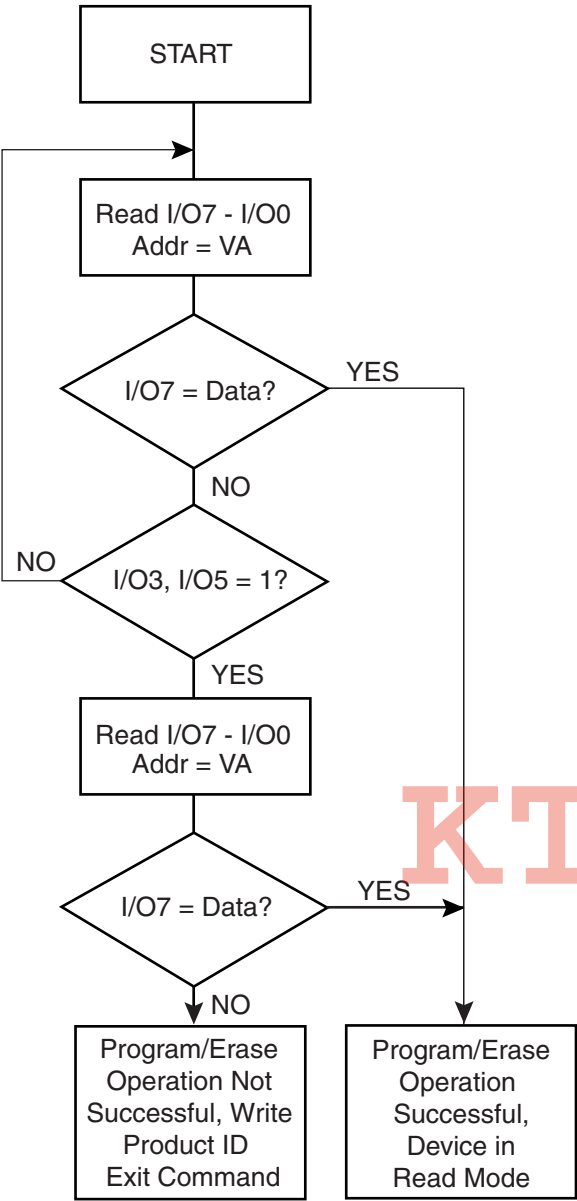 START
Read I/O7 - I/O0
Addr = VA
I/O7 = Data?
YES
NO
I/O3, I/O5 = 1?
NO
YES
Read I/O7 - I/O0
Addr = VA
KT
I/O7 = Data?
YES
NO
Program/Erase
Operation Not
Successful, Write
Product ID
Exit Command
Program/Erase
Operation
Successful,
Device in
Read Mode